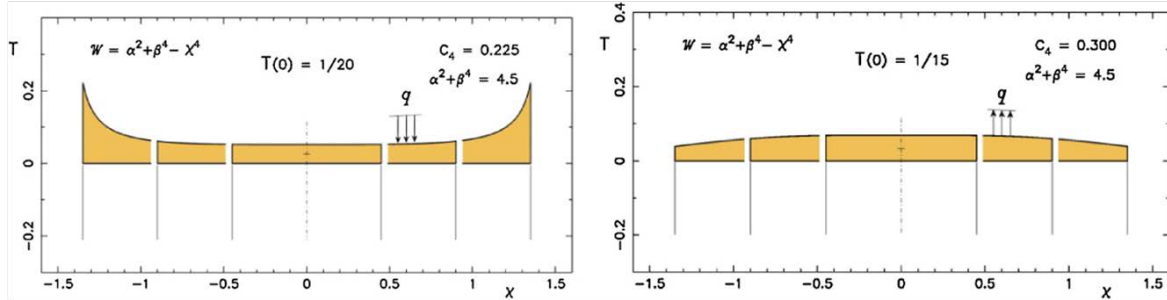 T
𝒲 = α²+β⁴− χ⁴
T(0) = 1/20
C₄ = 0.225
α²+β⁴ = 4.5
q
0.2
0
−0.2
−1.5 −1 −0.5 0 0.5 1 1.5
χ
0.4
T
𝒲 = α²+β⁴− χ⁴
T(0) = 1/15
C₄ = 0.300
α²+β⁴ = 4.5
q
0.2
0
−0.2
−1.5 −1 −0.5 0 0.5 1 1.5
χ